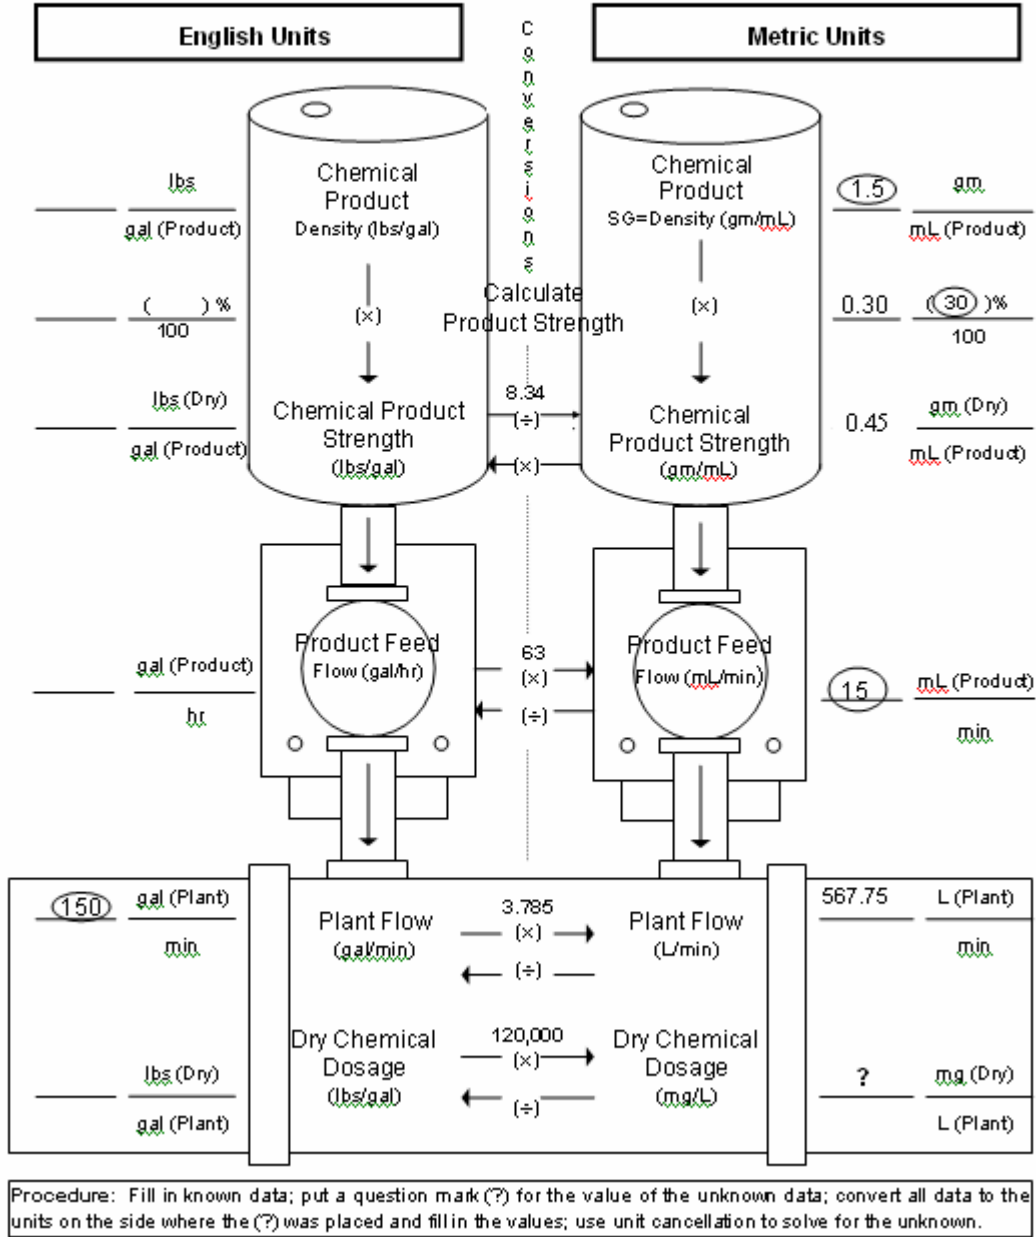 English Units
Conversions
Metric Units
lbs
gal (Product)
( ) %
100
lbs (Dry)
gal (Product)
Chemical
Product
Density (lbs/gal)
(×)
Chemical Product
Strength
(lbs/gal)
Calculate
Product Strength
8.34
(÷)
(×)
Chemical
Product
SG=Density (gm/mL)
(×)
Chemical
Product Strength
(gm/mL)
1.5 gm
mL (Product)
0.30 (30)%
100
0.45 gm (Dry)
mL (Product)
gal (Product)
hr
Product Feed
Flow (gal/hr)
63
(×)
(÷)
Product Feed
Flow (mL/min)
15 mL (Product)
min
150 gal (Plant)
min
Plant Flow
(gal/min)
3.785
(×)
(÷)
Plant Flow
(L/min)
567.75 L (Plant)
min
lbs (Dry)
gal (Plant)
Dry Chemical
Dosage
(lbs/gal)
120,000
(×)
(÷)
Dry Chemical
Dosage
(mg/L)
? mg (Dry)
L (Plant)
Procedure: Fill in known data; put a question mark (?) for the value of the unknown data; convert all data to the
units on the side where the (?) was placed and fill in the values; use unit cancellation to solve for the unknown.